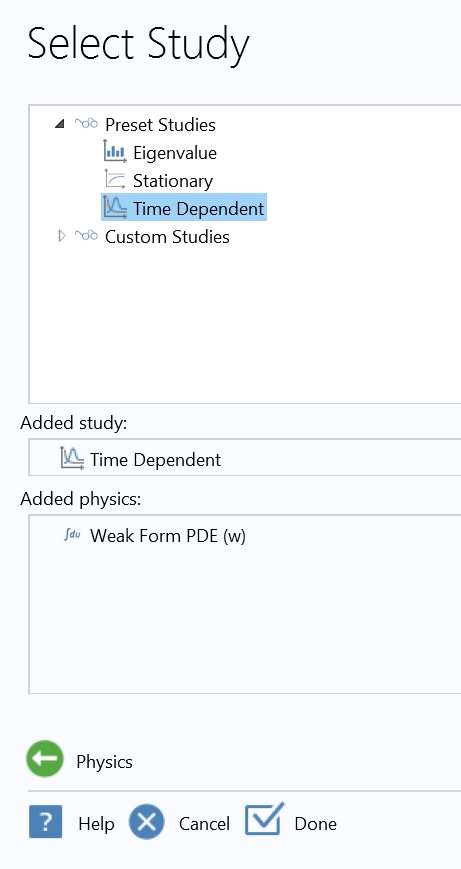 Select Study
Preset Studies
Eigenvalue
Stationary
Time Dependent
Custom Studies
Added study:
Time Dependent
Added physics:
∫du Weak Form PDE (w)
Physics
? Help Cancel Done